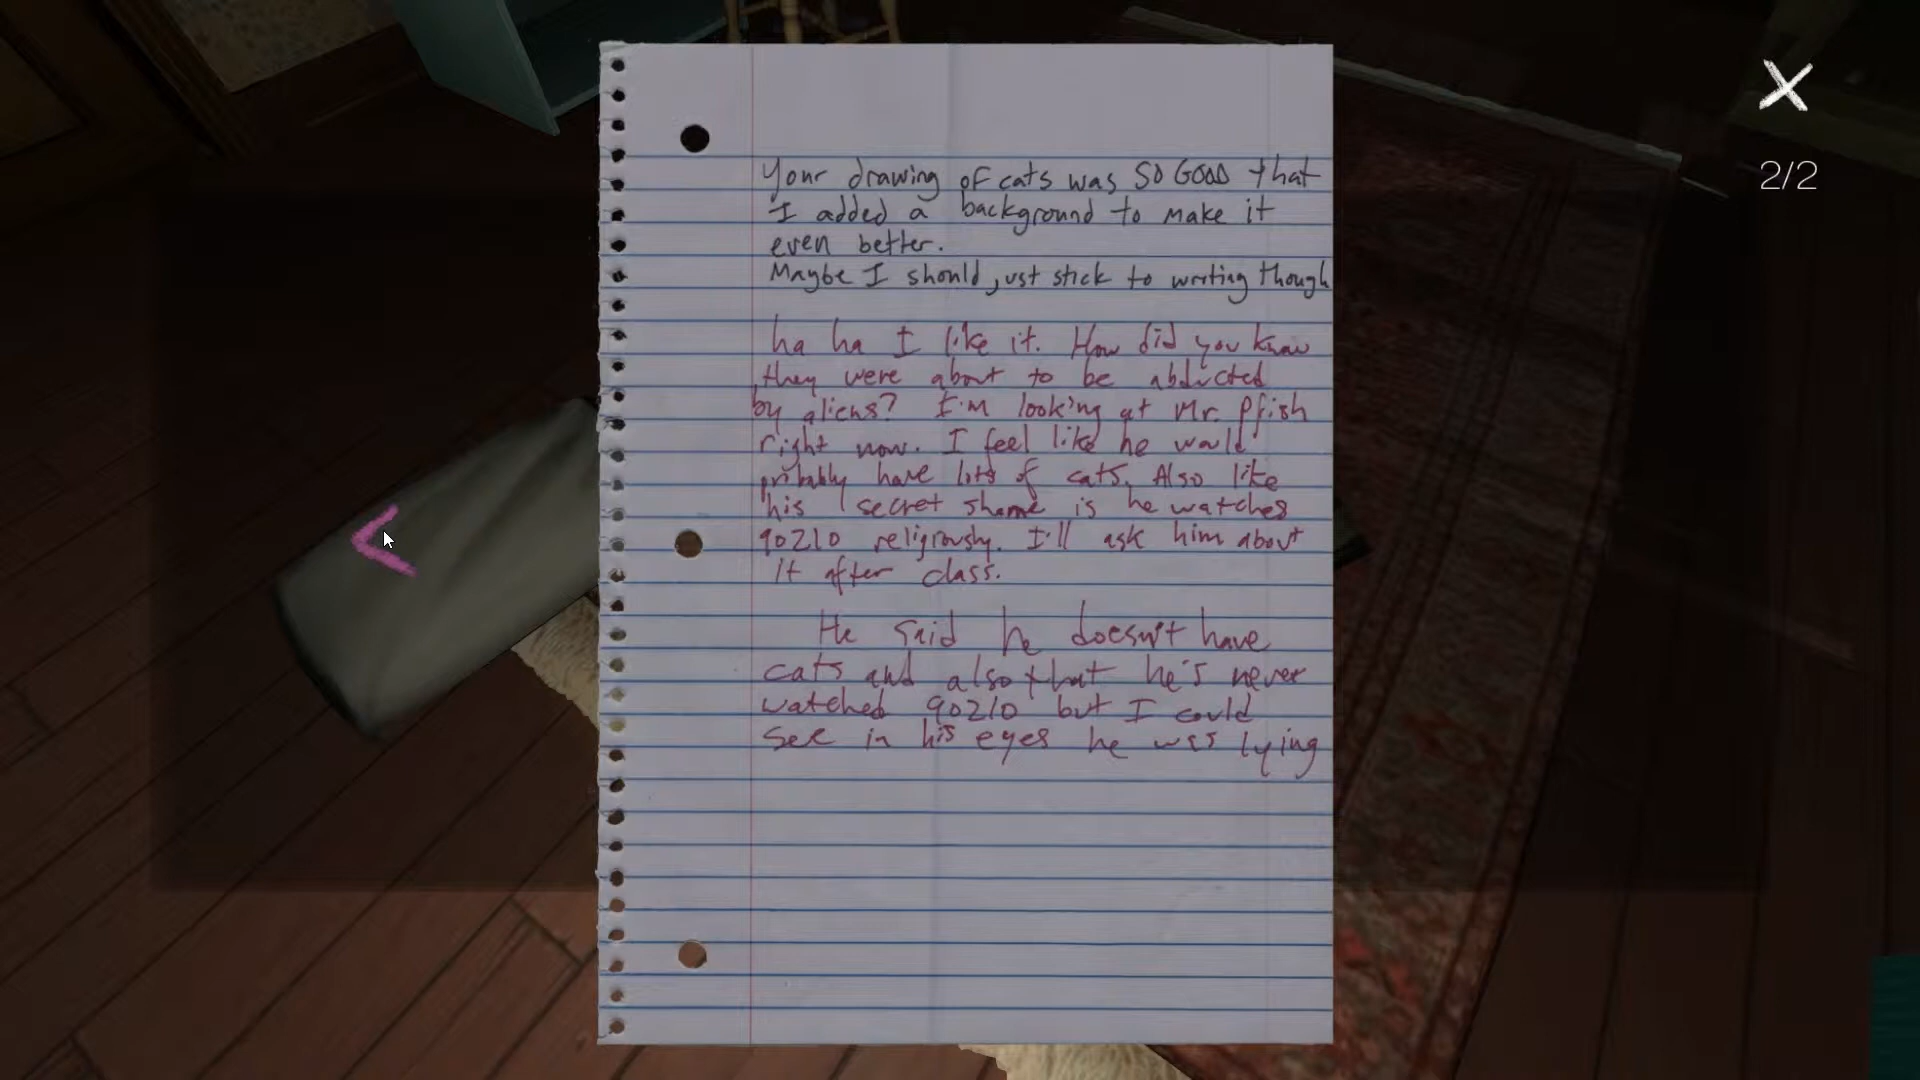 Your drawing of cats was SO GOOD that
I added a background to make it
even better.
Maybe I should just stick to writing though
ha ha I like it. How did you know
they were about to be abducted
by aliens? I'm looking at Mr. Pfish
right now. I feel like he would
probably have lots of cats. Also like
his secret shame is he watches
90210 religiously. I'll ask him about
it after class.
He said he doesn't have
cats and also that he's never
watched 90210 but I could
see in his eyes he was lying
2/2